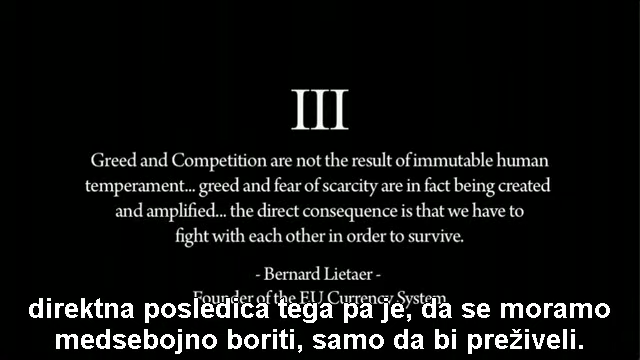 III
Greed and Competition are not the result of immutable human
temperament... greed and fear of scarcity are in fact being created
and amplified... the direct consequence is that we have to
fight with each other in order to survive.
- Bernard Lietaer -
Founder of the EU Currency System
direktna posledica tega pa je, da se moramo
medsebojno boriti, samo da bi preživeli.